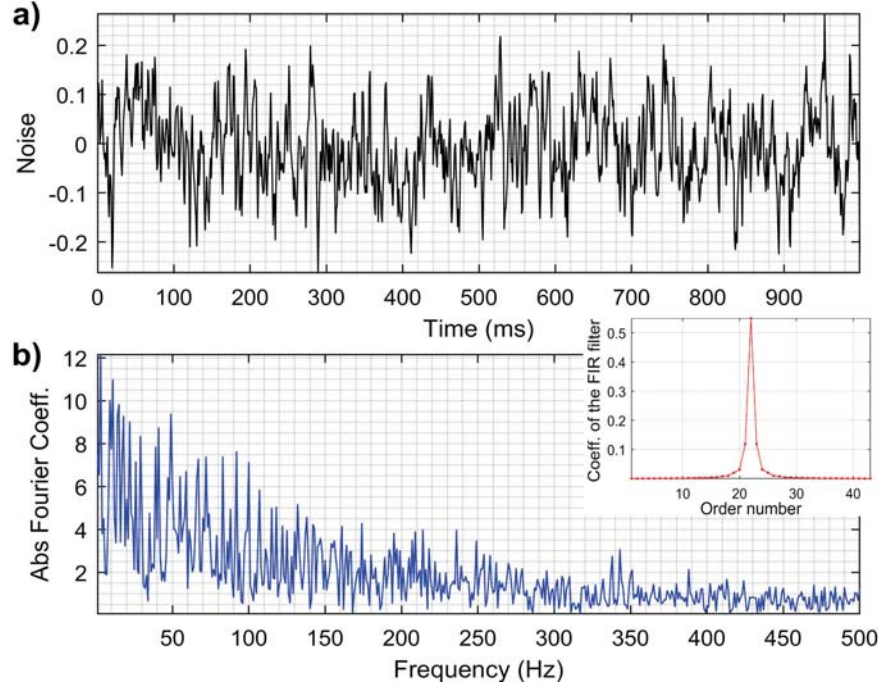 a)
Noise
0.2
0.1
0
-0.1
-0.2
0 100 200 300 400 500 600 700 800 900
Time (ms)
b)
Abs Fourier Coeff.
12
10
8
6
4
2
50 100 150 200 250 300 350 400 450 500
Frequency (Hz)
Coeff. of the FIR filter
0.5
0.4
0.3
0.2
0.1
10 20 30 40
Order number